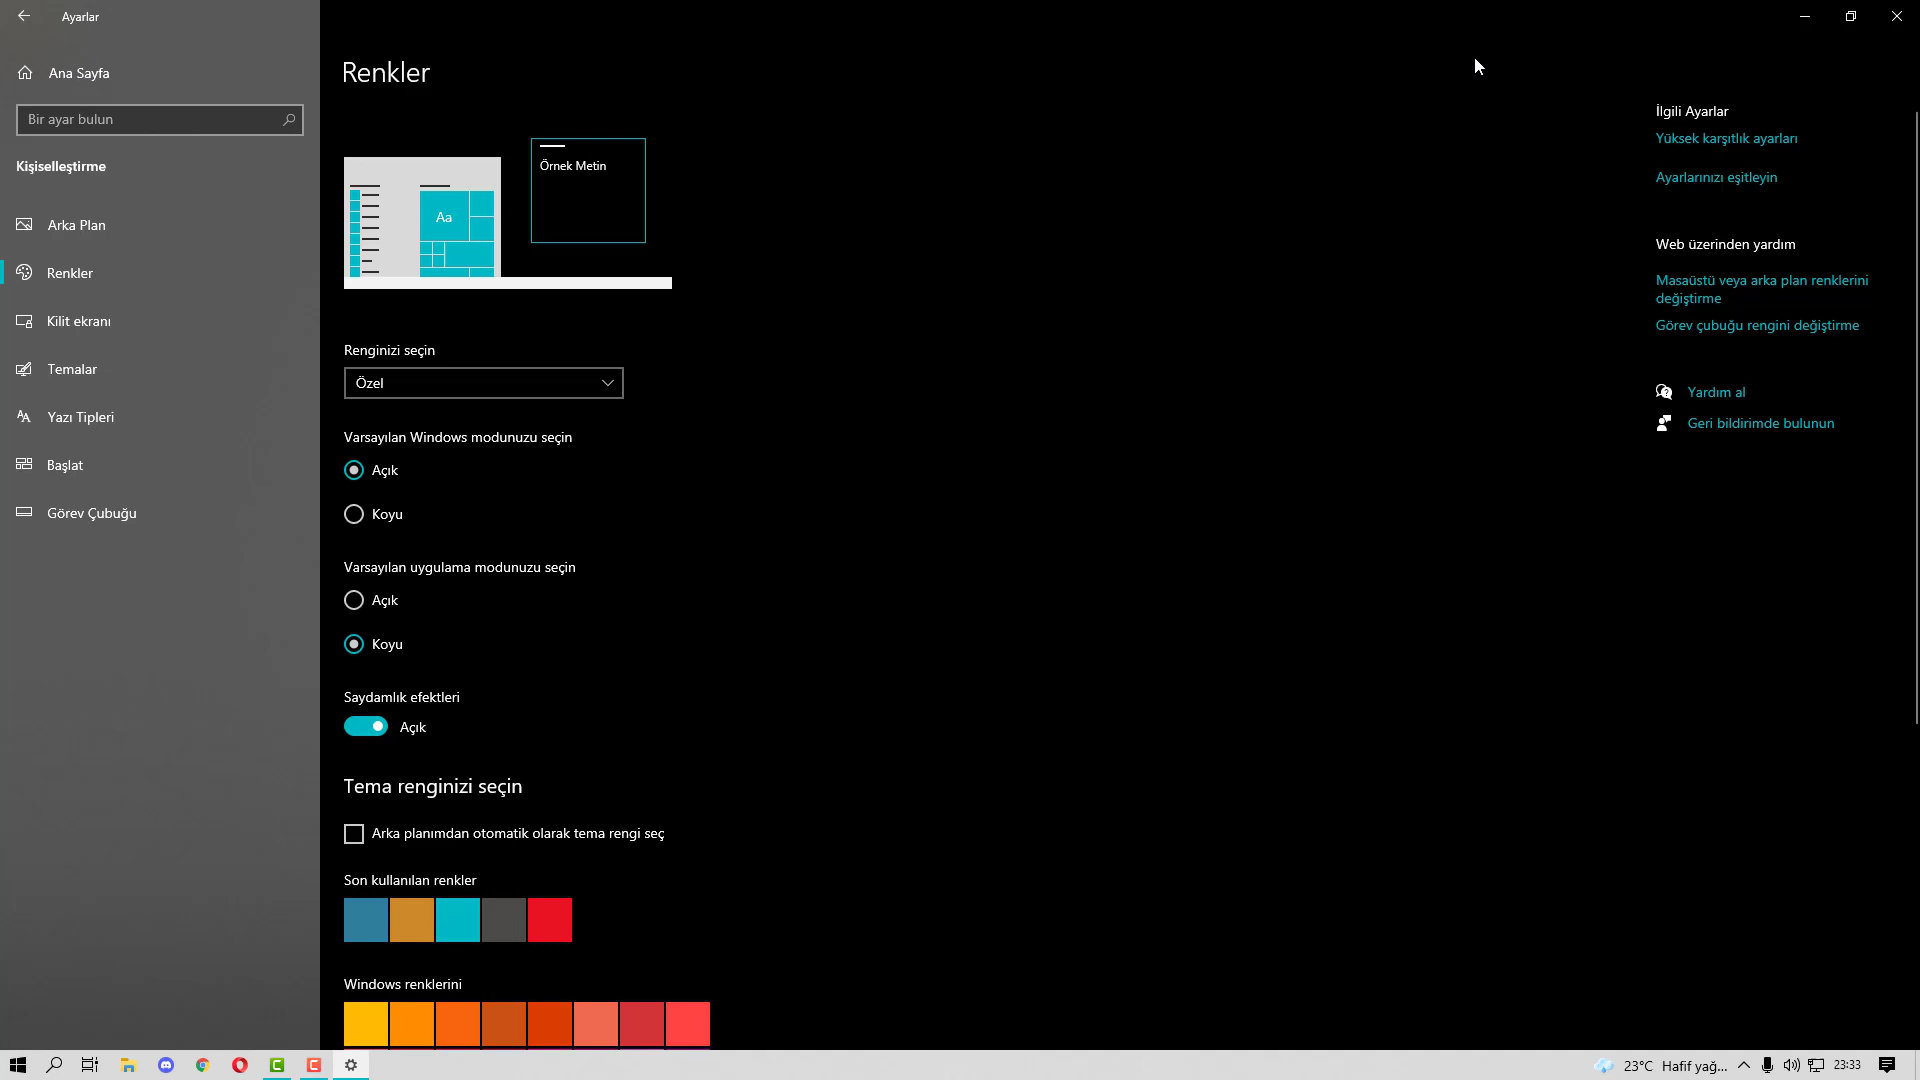 Ayarlar
Ana Sayfa
Bir ayar bulun
Kişiselleştirme
Arka Plan
Renkler
Kilit ekranı
Temalar
Yazı Tipleri
Başlat
Görev Çubuğu
Renkler
Aa
Örnek Metin
Renginizi seçin
Özel
Varsayılan Windows modunuzu seçin
Açık
Koyu
Varsayılan uygulama modunuzu seçin
Açık
Koyu
Saydamlık efektleri
Açık
Tema renginizi seçin
Arka planımdan otomatik olarak tema rengi seç
Son kullanılan renkler
Windows renklerini
İlgili Ayarlar
Yüksek karşıtlık ayarları
Ayarlarınızı eşitleyin
Web üzerinden yardım
Masaüstü veya arka plan renklerini
değiştirme
Görev çubuğu rengini değiştirme
Yardım al
Geri bildirimde bulunun
23°C Hafif yağ... 23:33